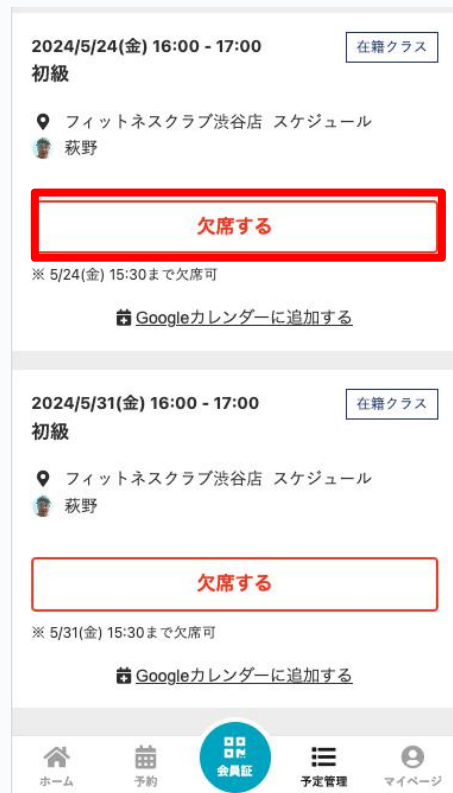 2024/5/24(金) 16:00 - 17:00 在籍クラス
初級
フィットネスクラブ渋谷店 スケジュール
萩野
欠席する
※ 5/24(金) 15:30まで欠席可
Googleカレンダーに追加する
2024/5/31(金) 16:00 - 17:00 在籍クラス
初級
フィットネスクラブ渋谷店 スケジュール
萩野
欠席する
※ 5/31(金) 15:30まで欠席可
Googleカレンダーに追加する
ホーム 予約 会員証 予定管理 マイページ